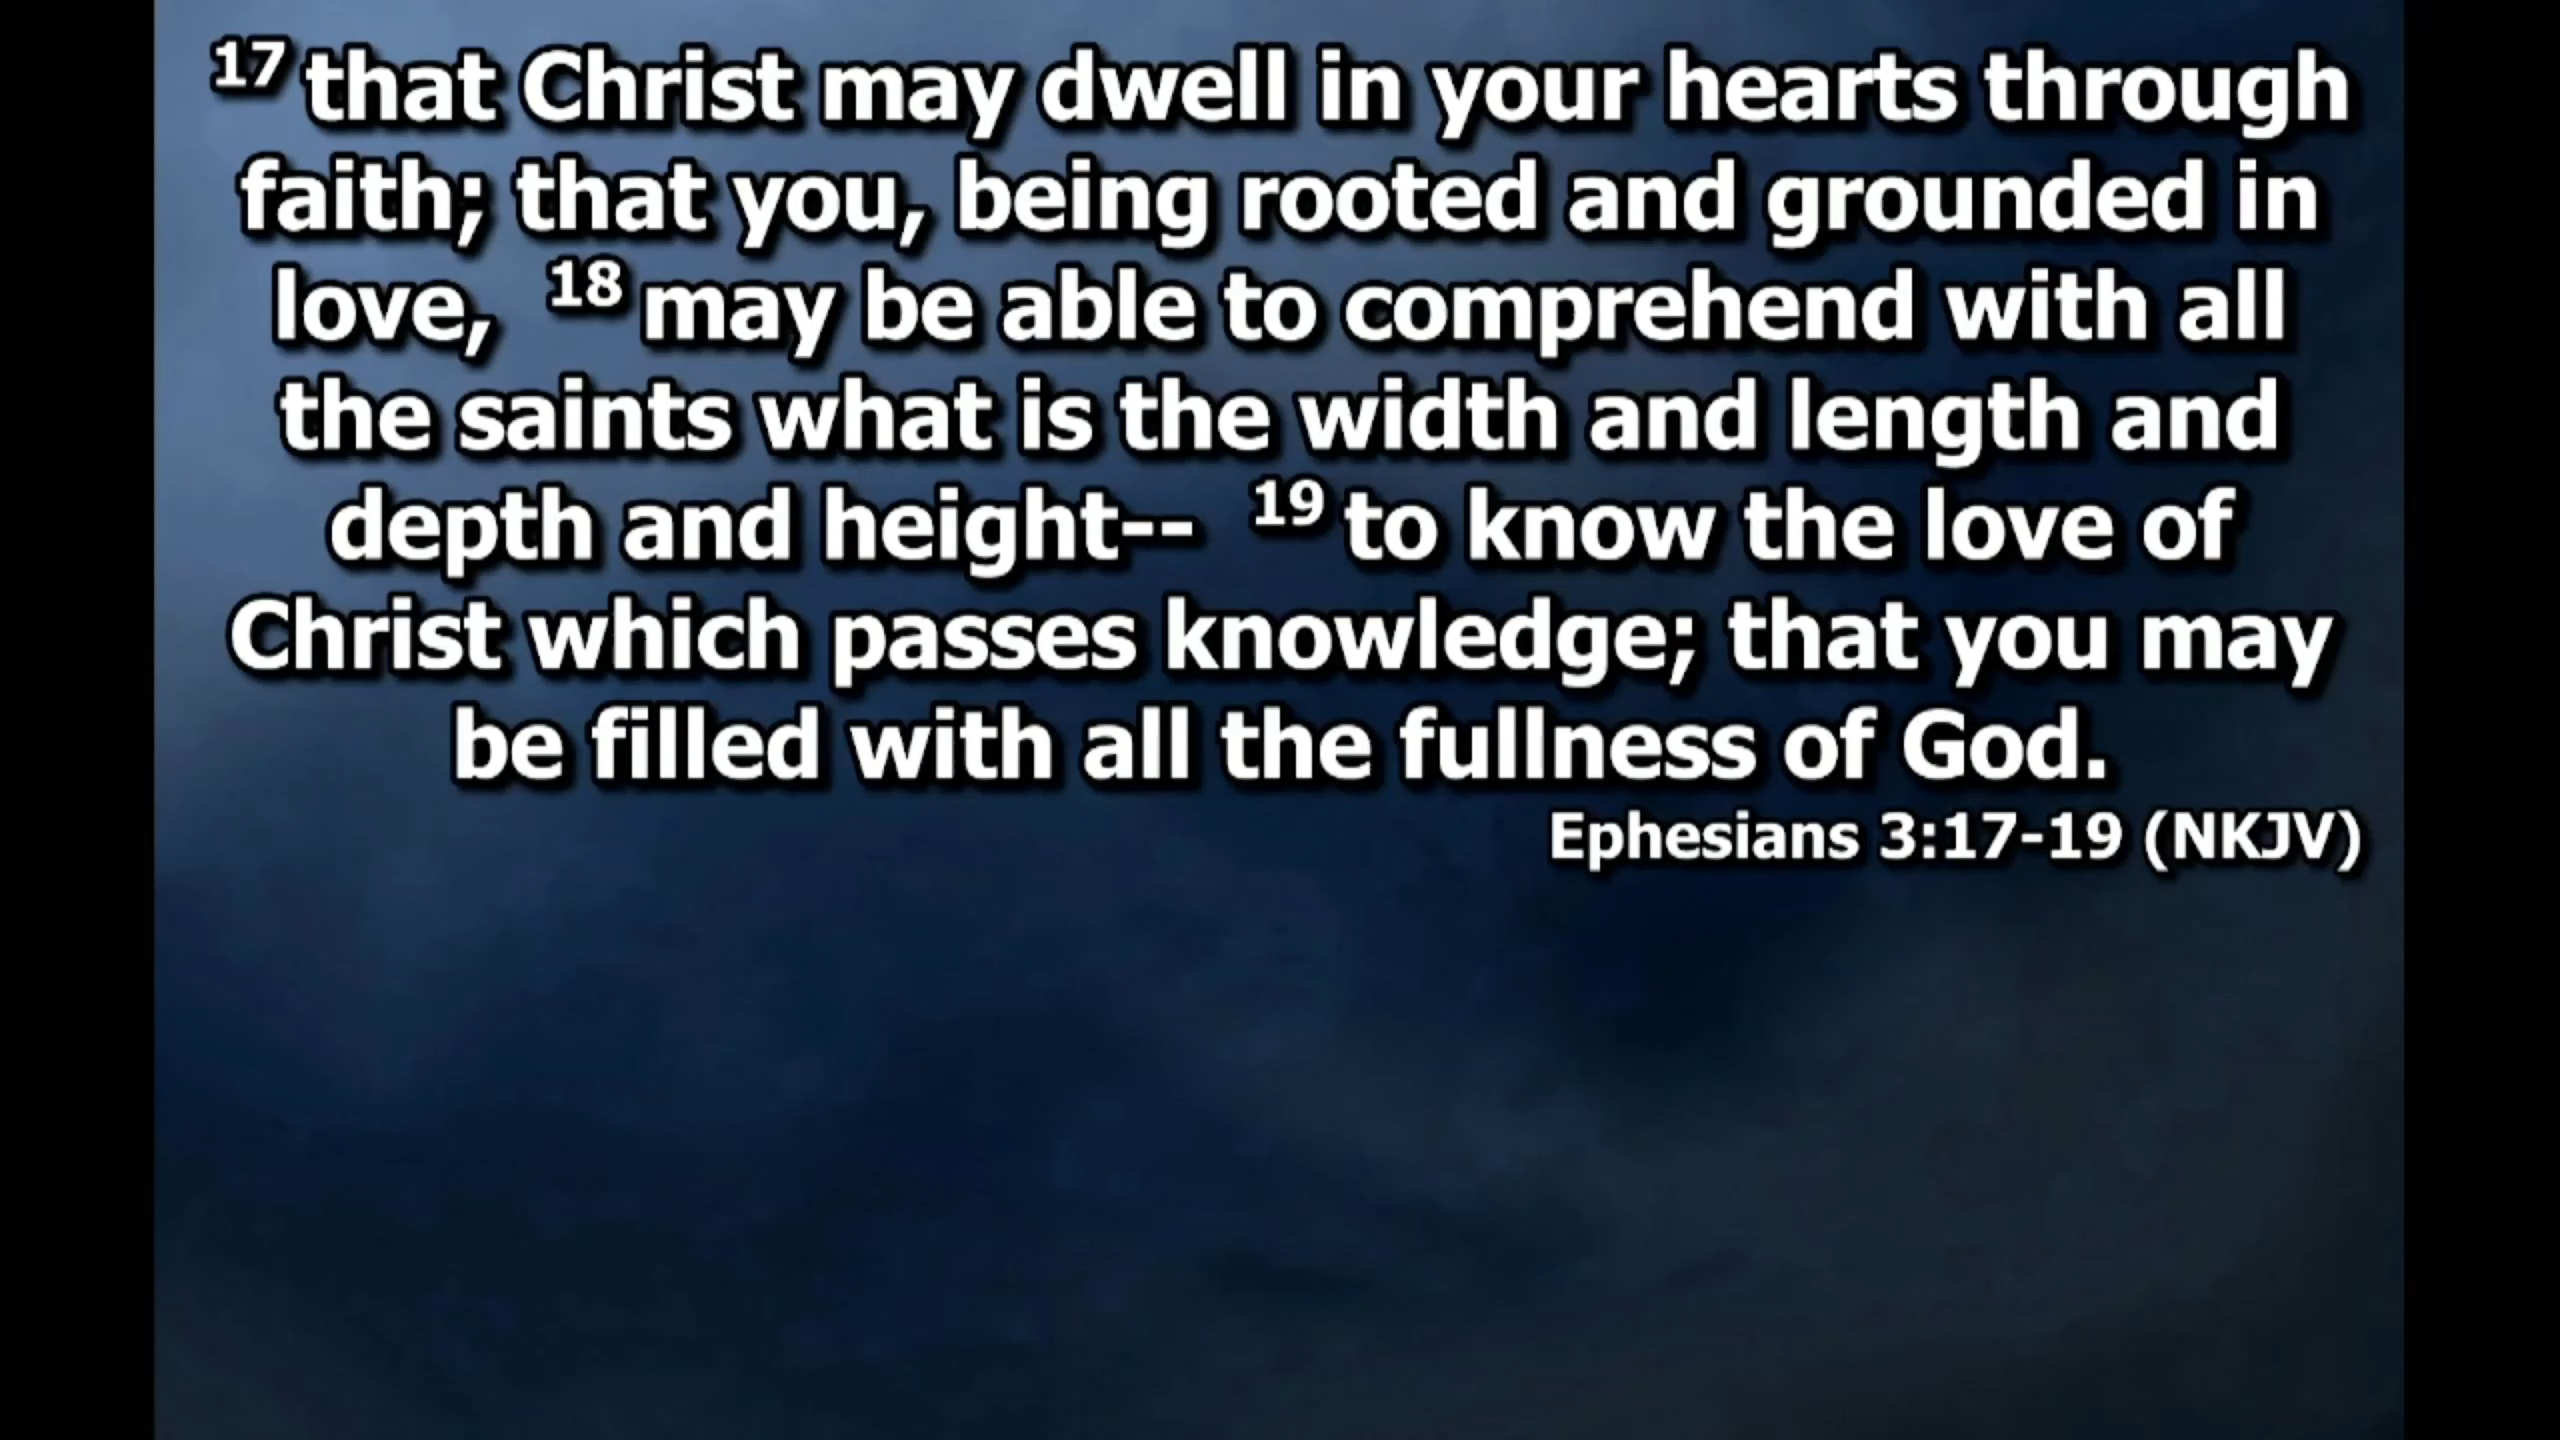 17 that Christ may dwell in your hearts through
faith; that you, being rooted and grounded in
love, 18 may be able to comprehend with all
the saints what is the width and length and
depth and height-- 19 to know the love of
Christ which passes knowledge; that you may
be filled with all the fullness of God.
Ephesians 3:17-19 (NKJV)